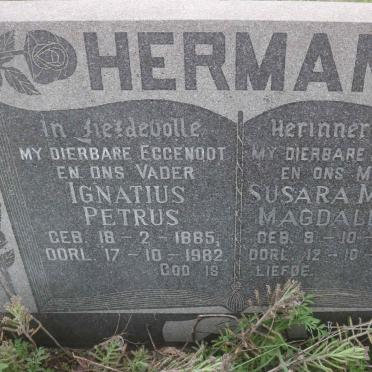 HERMAN
In Liefdevolle
MY DIERBARE EGGENOOT
EN ONS VADER
IGNATIUS
PETRUS
GEB. 18-2-1885,
OORL. 17-10-1982
GOD IS
Herinner
MY DIERBARE
EN ONS M
SUSARA M
MAGDAL
GEB. 9-10-
OORL. 12-10-
LIEFDE.